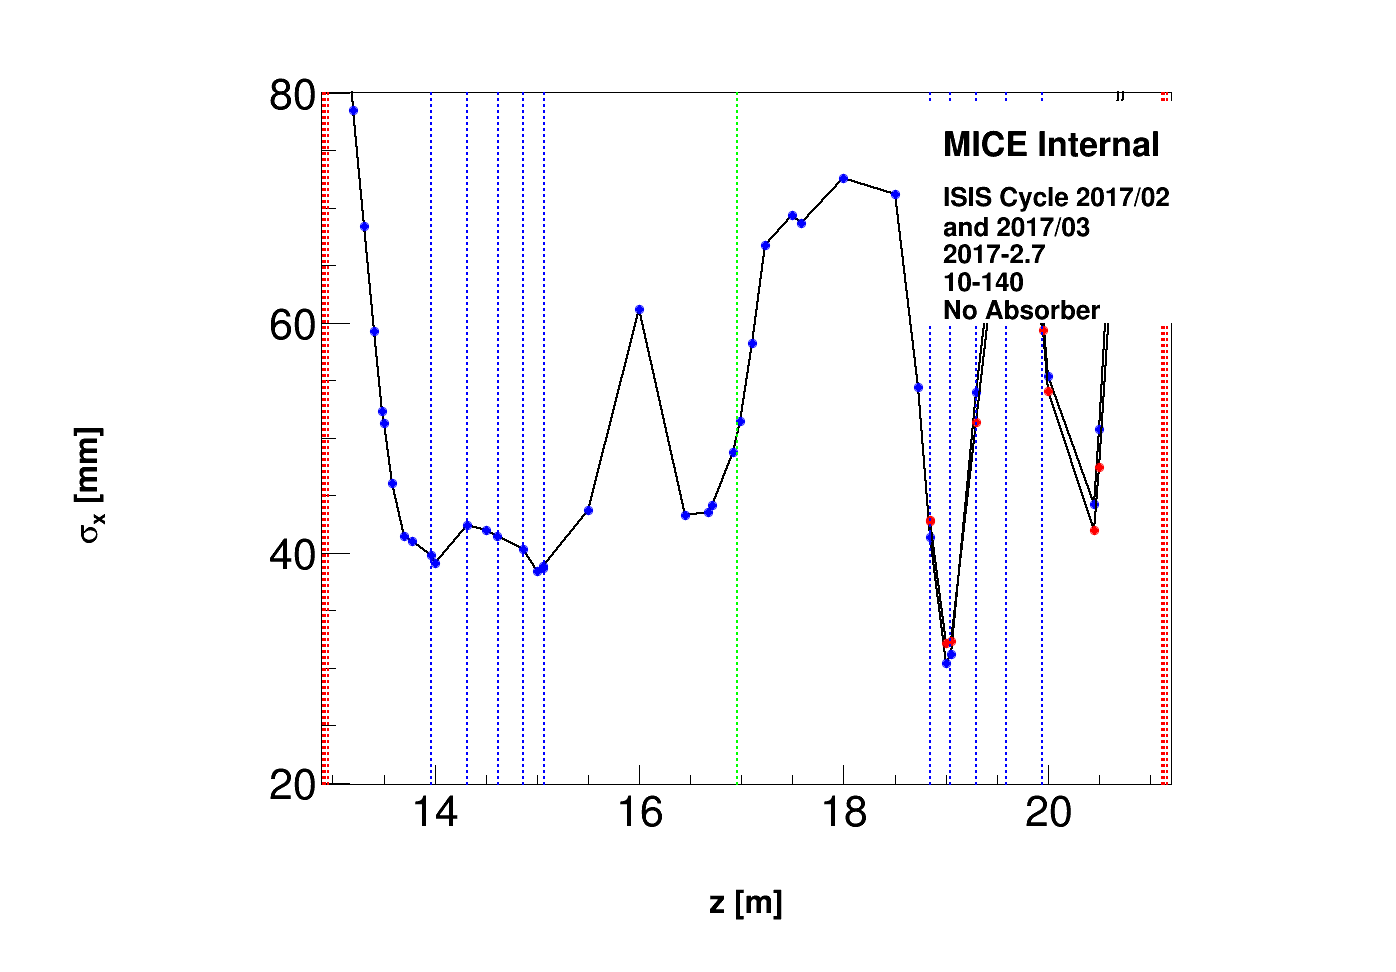 80
60
40
20
14 16 18 20
σx [mm]
z [m]
MICE Internal
ISIS Cycle 2017/02
and 2017/03
2017-2.7
10-140
No Absorber